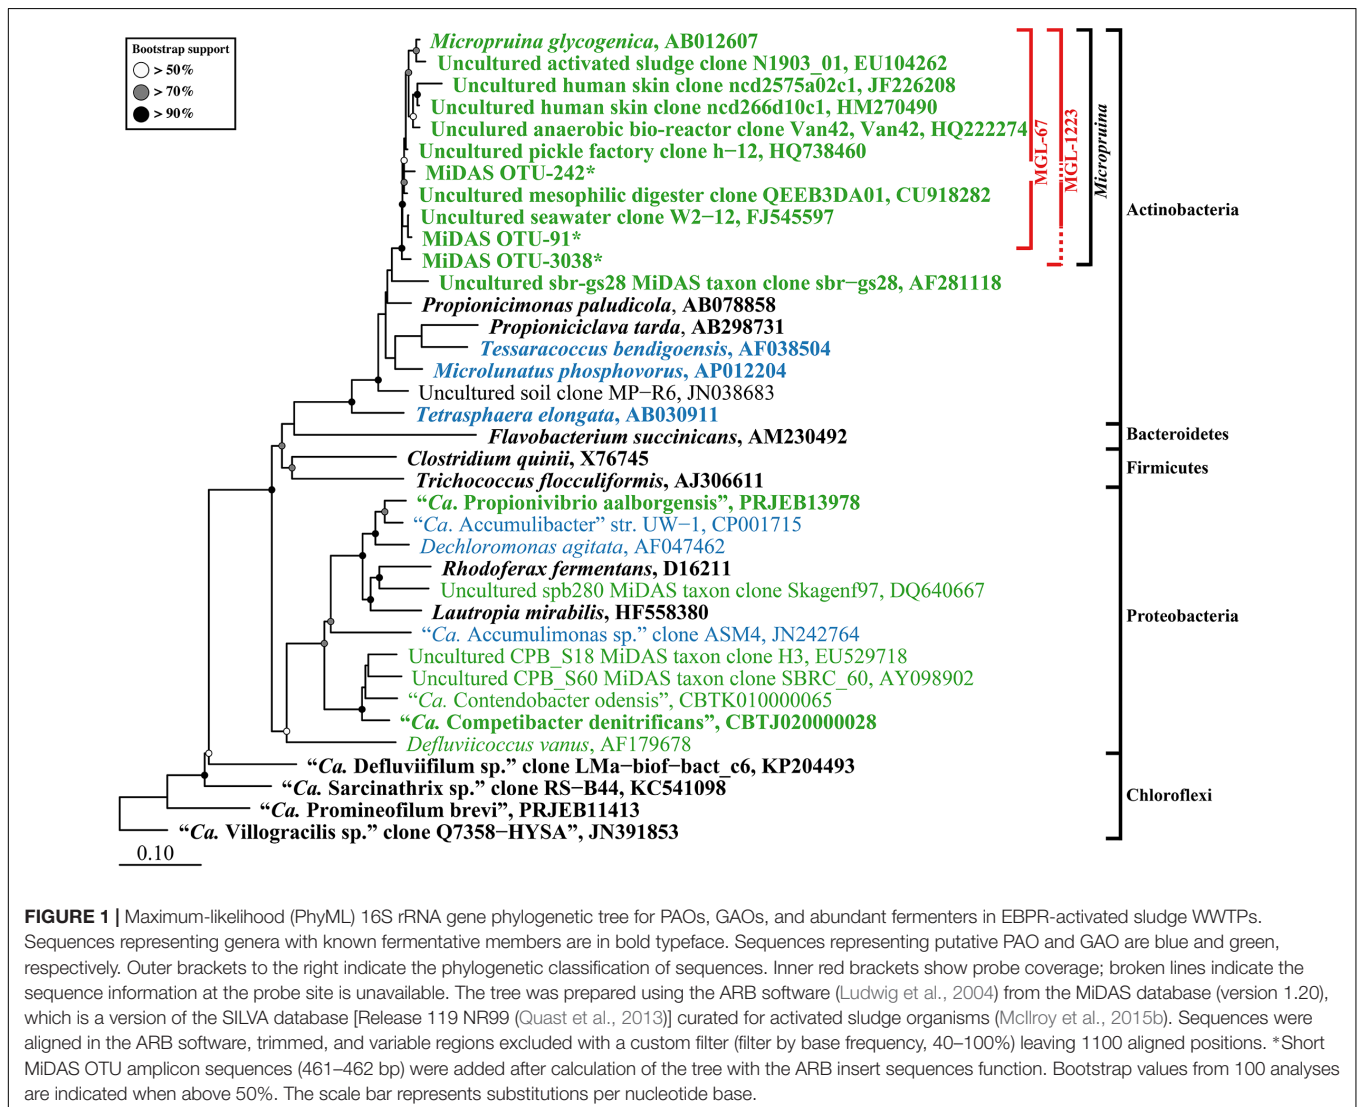 Bootstrap support
> 50%
> 70%
> 90%
Micropruina glycogenica, AB012607
Uncultured activated sludge clone N1903_01, EU104262
Uncultured human skin clone ncd2575a02c1, JF226208
Uncultured human skin clone ncd266d10c1, HM270490
Unculured anaerobic bio-reactor clone Van42, Van42, HQ222274
Uncultured pickle factory clone h−12, HQ738460
MiDAS OTU-242*
Uncultured mesophilic digester clone QEEB3DA01, CU918282
Uncultured seawater clone W2−12, FJ545597
MiDAS OTU-91*
MiDAS OTU-3038*
Uncultured sbr-gs28 MiDAS taxon clone sbr−gs28, AF281118
Propionicimonas paludicola, AB078858
Propioniciclava tarda, AB298731
Tessaracoccus bendigoensis, AF038504
Microlunatus phosphovorus, AP012204
Uncultured soil clone MP−R6, JN038683
Tetrasphaera elongata, AB030911
Flavobacterium succinicans, AM230492
Clostridium quinii, X76745
Trichococcus flocculiformis, AJ306611
“Ca. Propionivibrio aalborgensis”, PRJEB13978
“Ca. Accumulibacter” str. UW−1, CP001715
Dechloromonas agitata, AF047462
Rhodoferax fermentans, D16211
Uncultured spb280 MiDAS taxon clone Skagenf97, DQ640667
Lautropia mirabilis, HF558380
“Ca. Accumulimonas sp.” clone ASM4, JN242764
Uncultured CPB_S18 MiDAS taxon clone H3, EU529718
Uncultured CPB_S60 MiDAS taxon clone SBRC_60, AY098902
“Ca. Contendobacter odensis”, CBTK010000065
“Ca. Competibacter denitrificans”, CBTJ020000028
Defluviicoccus vanus, AF179678
“Ca. Defluviifilum sp.” clone LMa−biof−bact_c6, KP204493
“Ca. Sarcinathrix sp.” clone RS−B44, KC541098
“Ca. Promineofilum brevi”, PRJEB11413
“Ca. Villogracilis sp.” clone Q7358−HYSA”, JN391853
0.10
MGL-67
MGL-1223
Micropruina
Actinobacteria
Bacteroidetes
Firmicutes
Proteobacteria
Chloroflexi
FIGURE 1 | Maximum-likelihood (PhyML) 16S rRNA gene phylogenetic tree for PAOs, GAOs, and abundant fermenters in EBPR-activated sludge WWTPs.
Sequences representing genera with known fermentative members are in bold typeface. Sequences representing putative PAO and GAO are blue and green,
respectively. Outer brackets to the right indicate the phylogenetic classification of sequences. Inner red brackets show probe coverage; broken lines indicate the
sequence information at the probe site is unavailable. The tree was prepared using the ARB software (Ludwig et al., 2004) from the MiDAS database (version 1.20),
which is a version of the SILVA database [Release 119 NR99 (Quast et al., 2013)] curated for activated sludge organisms (McIlroy et al., 2015b). Sequences were
aligned in the ARB software, trimmed, and variable regions excluded with a custom filter (filter by base frequency, 40–100%) leaving 1100 aligned positions. *Short
MiDAS OTU amplicon sequences (461–462 bp) were added after calculation of the tree with the ARB insert sequences function. Bootstrap values from 100 analyses
are indicated when above 50%. The scale bar represents substitutions per nucleotide base.